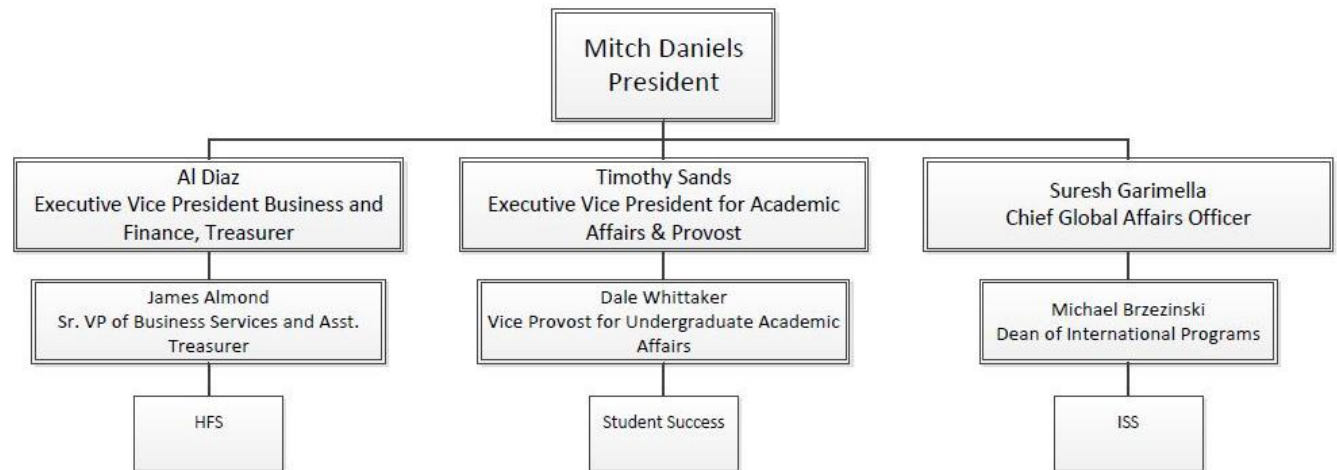 Mitch Daniels
President
Al Diaz
Executive Vice President Business and
Finance, Treasurer
Timothy Sands
Executive Vice President for Academic
Affairs & Provost
Suresh Garimella
Chief Global Affairs Officer
James Almond
Sr. VP of Business Services and Asst.
Treasurer
Dale Whittaker
Vice Provost for Undergraduate Academic
Affairs
Michael Brzezinski
Dean of International Programs
HFS
Student Success
ISS